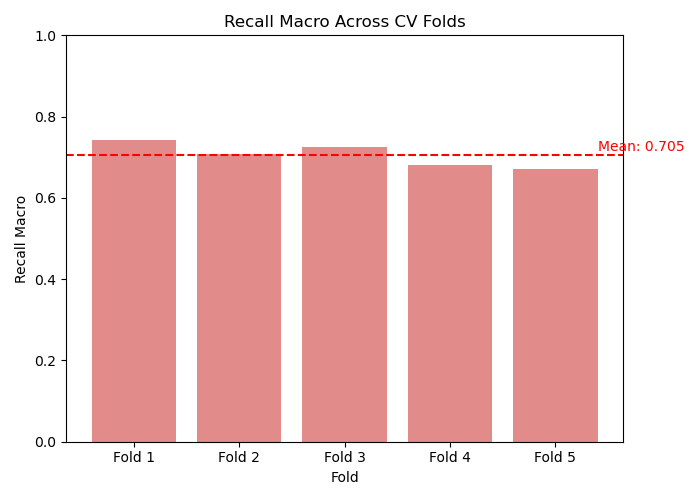 Recall Macro Across CV Folds
1.0
0.8
0.6
0.4
0.2
0.0
Recall Macro
Mean: 0.705
Fold 1
Fold 2
Fold 3
Fold 4
Fold 5
Fold